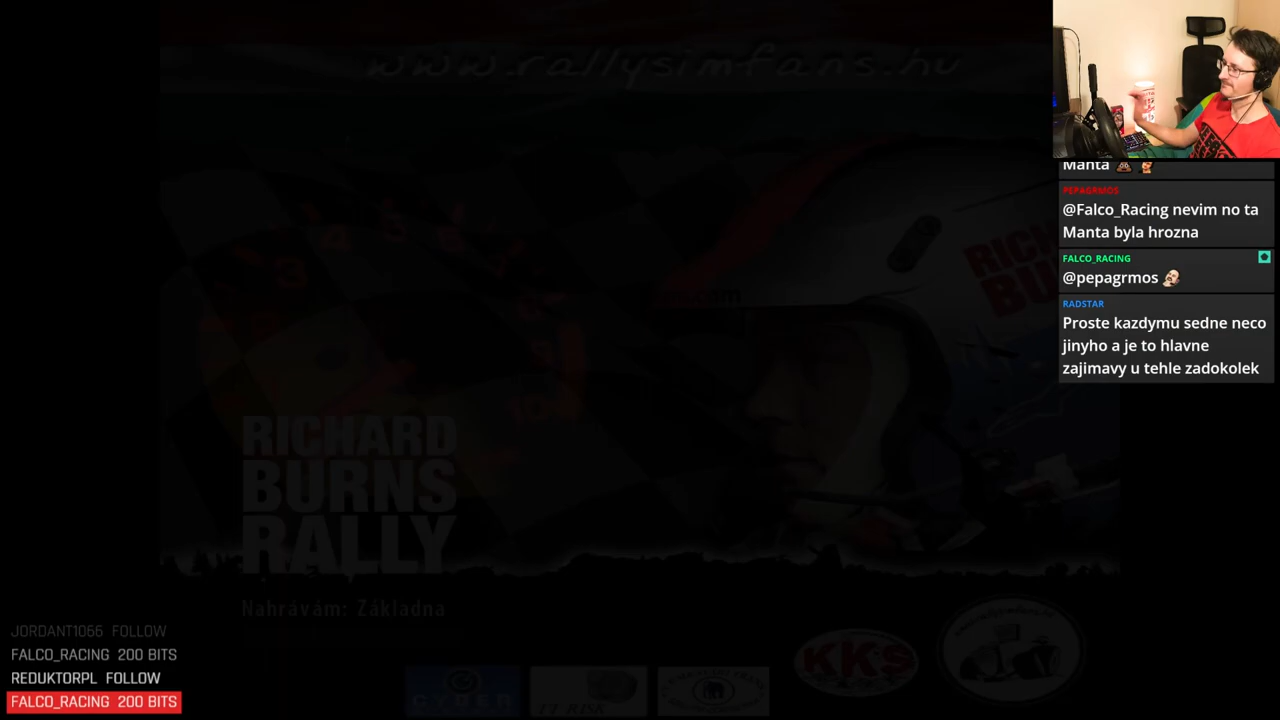 www.rallysimfans.hu
Manta
PEPAGRMOS
@Falco_Racing nevim no ta
Manta byla hrozna
FALCO_RACING
@pepagrmos
RADSTAR
Proste kazdymu sedne neco
jinyho a je to hlavne
zajimavy u tehle zadokolek
RICHARD
BURNS
RALLY
Nahrávám: Základna
JORDANT1066 FOLLOW
FALCO_RACING 200 BITS
REDUKTORPL FOLLOW
FALCO_RACING 200 BITS
KKS